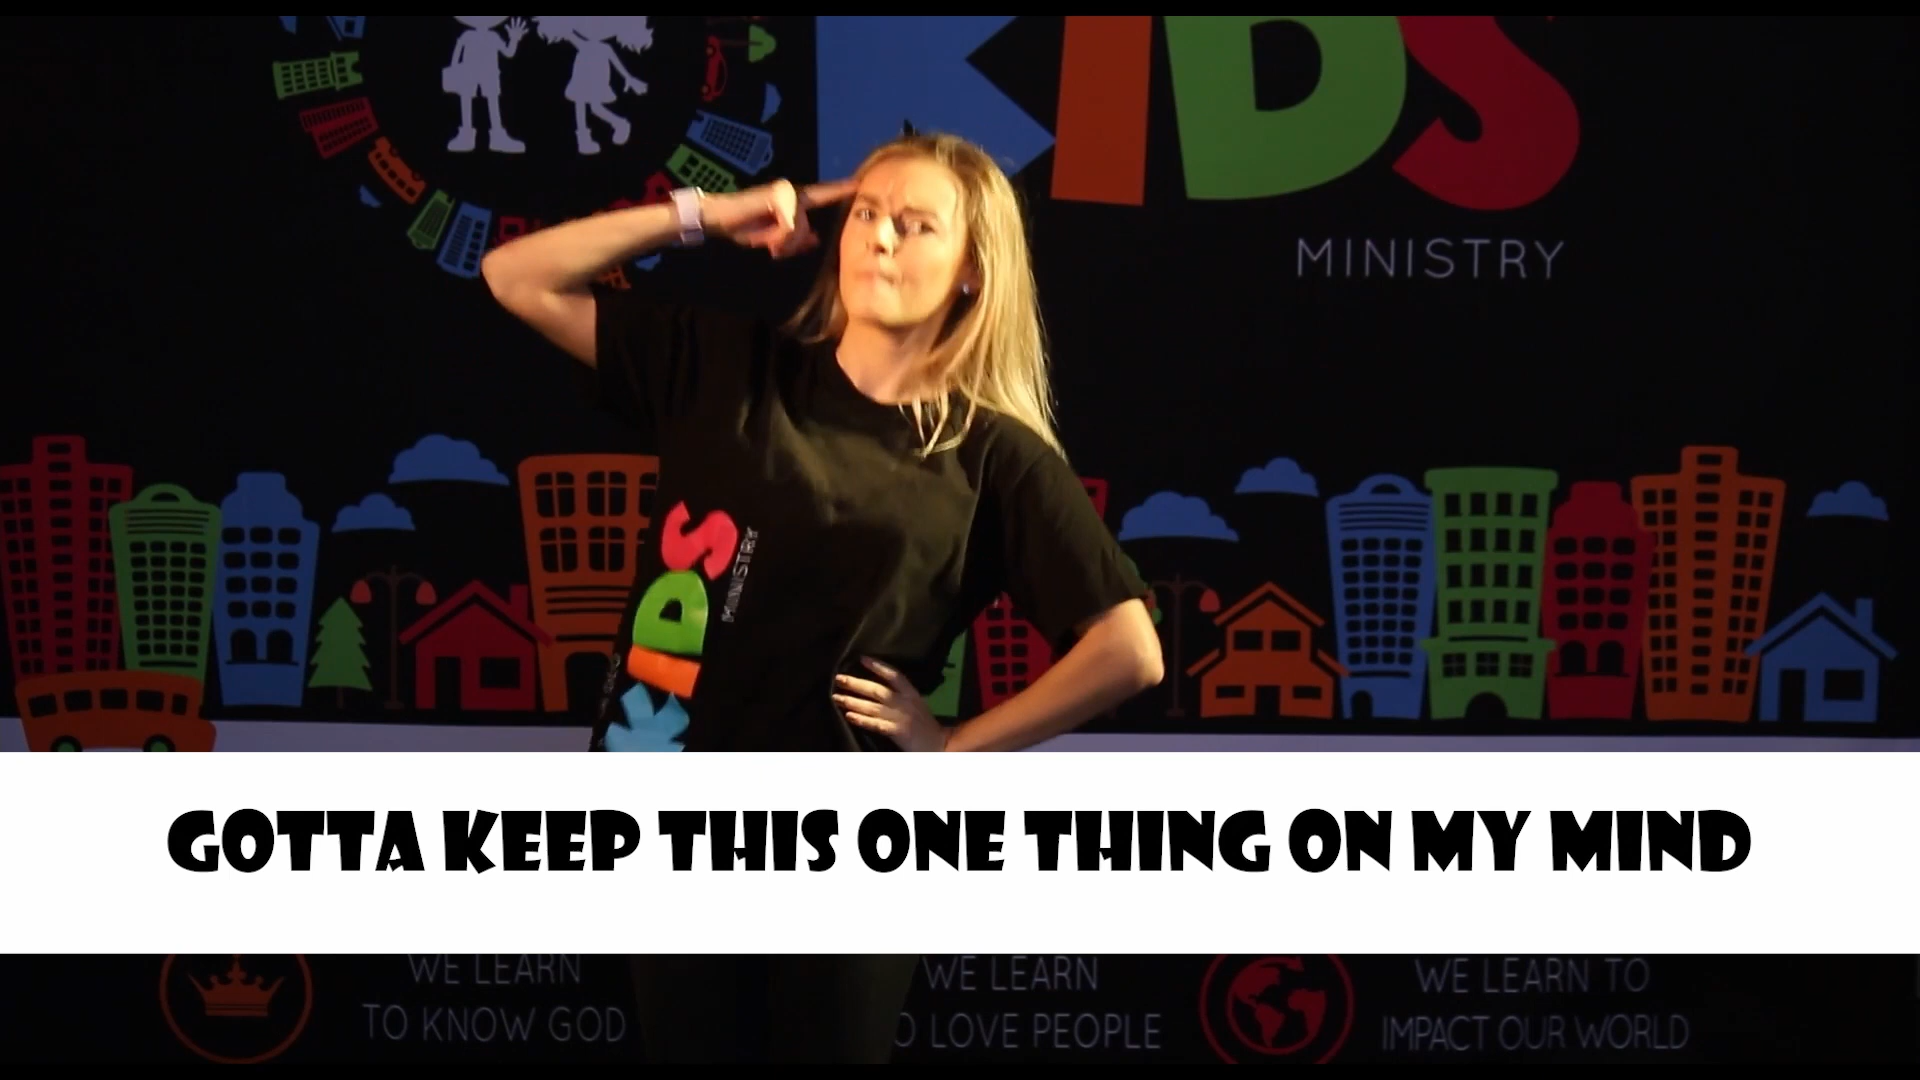 KIDS
MINISTRY
KIDS
MINISTRY
GOTTA KEEP THIS ONE THING ON MY MIND
WE LEARN
TO KNOW GOD
WE LEARN
LOVE PEOPLE
WE LEARN TO
IMPACT OUR WORLD